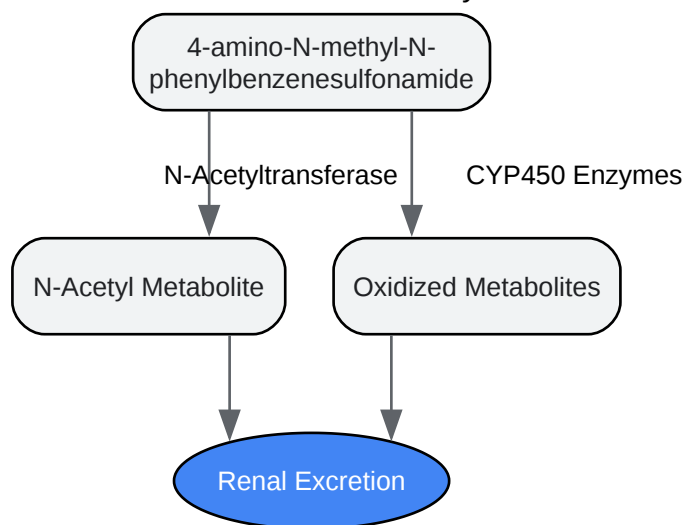 4-amino-N-methyl-N-
phenylbenzenesulfonamide
N-Acetyltransferase
CYP450 Enzymes
N-Acetyl Metabolite
Oxidized Metabolites
Renal Excretion